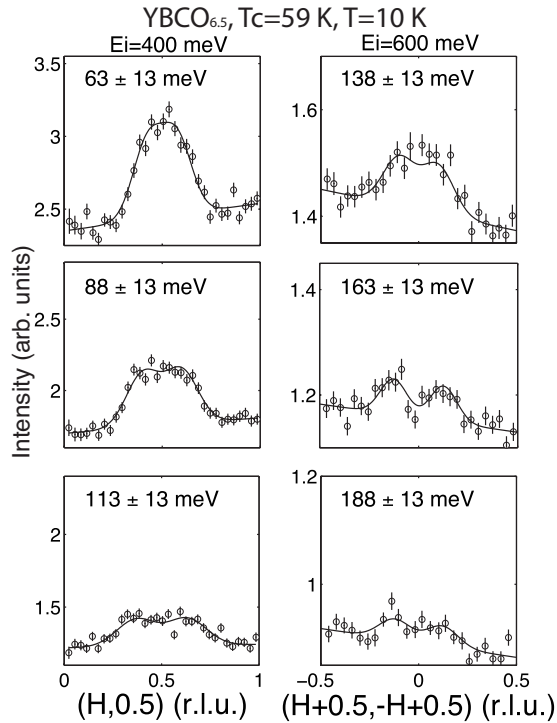 YBCO6.5, Tc=59 K, T=10 K
Ei=400 meV
Ei=600 meV
63 ± 13 meV
138 ± 13 meV
3.5
3
2.5
1.6
1.4
88 ± 13 meV
163 ± 13 meV
2.5
2
1.4
1.2
113 ± 13 meV
188 ± 13 meV
2
1.5
1.2
1
Intensity (arb. units)
0 0.5 1
−0.5 0 0.5
(H,0.5) (r.l.u.)
(H+0.5,-H+0.5) (r.l.u.)